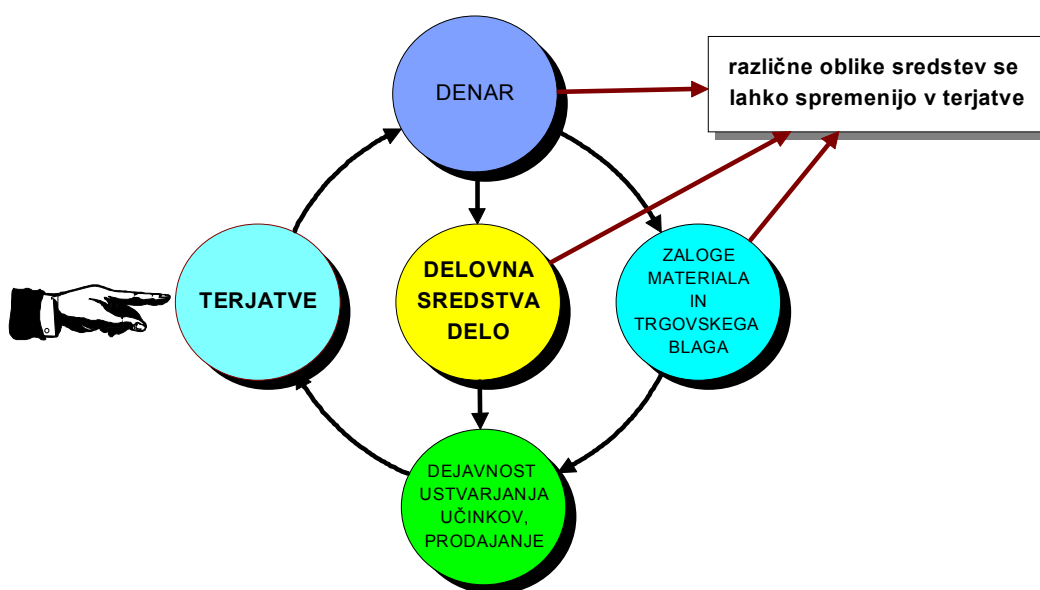 DENAR
različne oblike sredstev se
lahko spremenijo v terjatve
TERJATVE
DELOVNA
SREDSTVA
DELO
ZALOGE
MATERIALA
IN
TRGOVSKEGA
BLAGA
DEJAVNOST
USTVARJANJA
UČINKOV,
PRODAJANJE